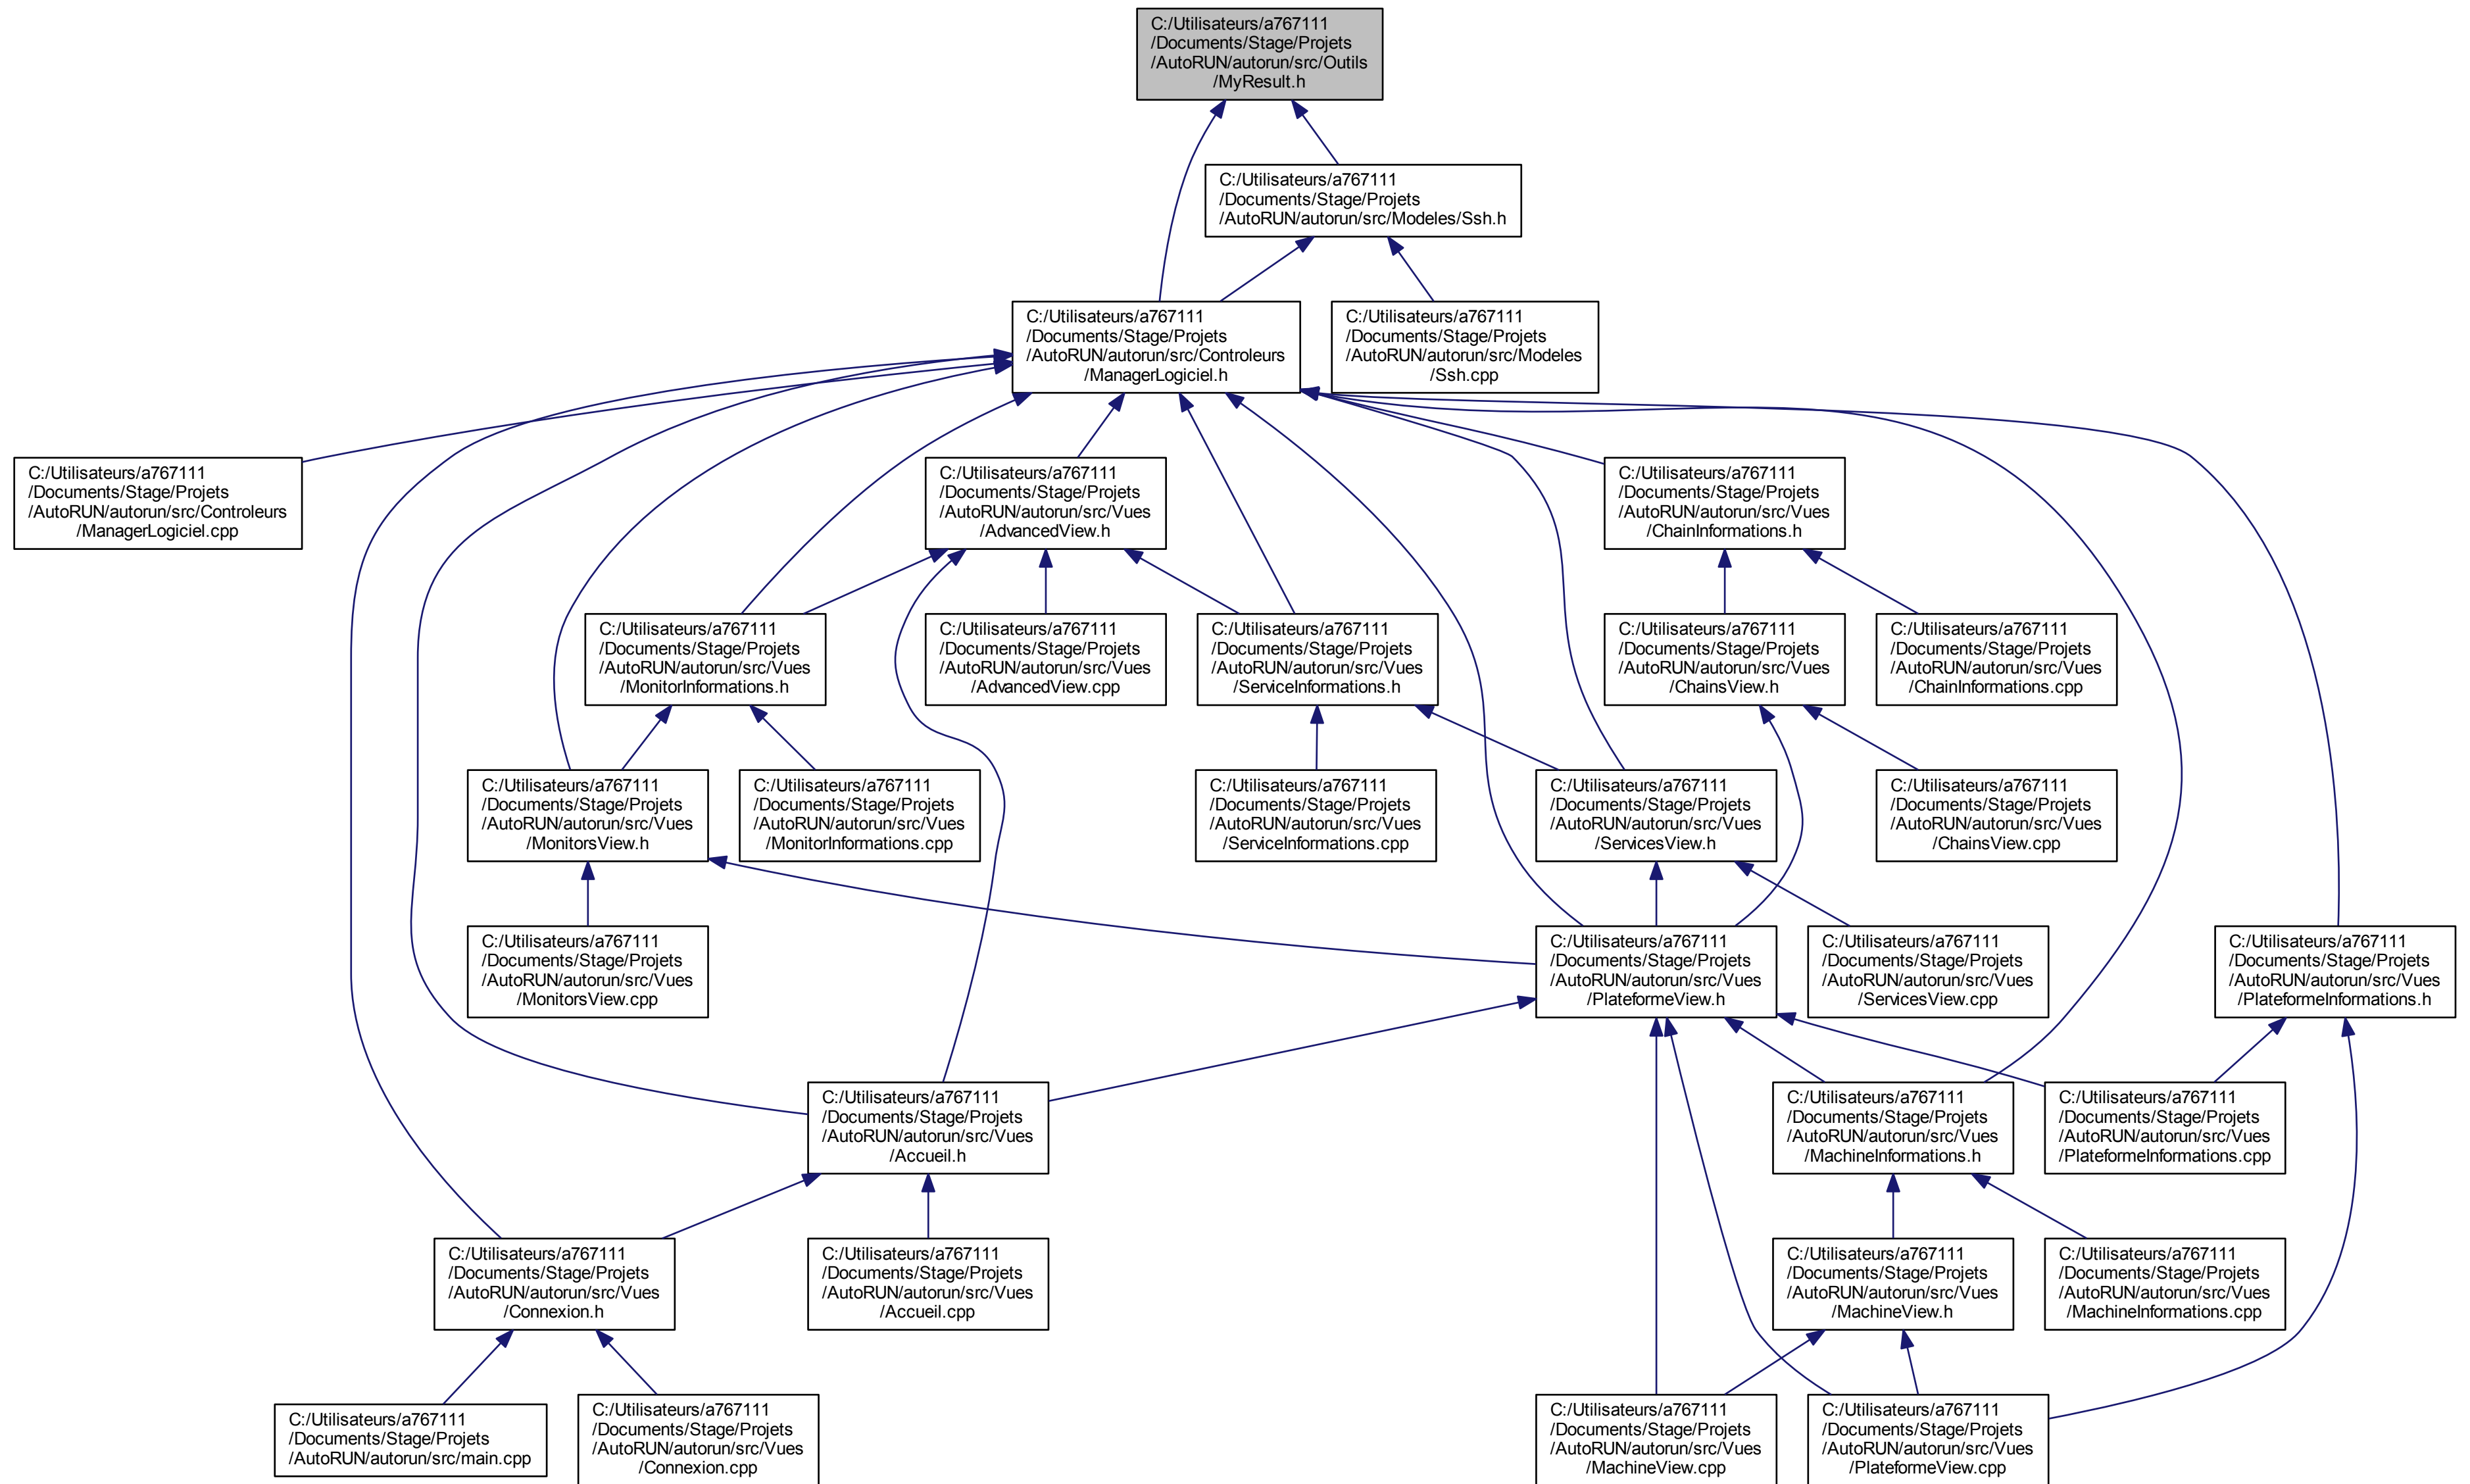 C:/Utilisateurs/a767111
/Documents/Stage/Projets
/AutoRUN/autorun/src/Outils
/MyResult.h
C:/Utilisateurs/a767111
/Documents/Stage/Projets
/AutoRUN/autorun/src/Modeles/Ssh.h
C:/Utilisateurs/a767111
/Documents/Stage/Projets
/AutoRUN/autorun/src/Controleurs
/ManagerLogiciel.h
C:/Utilisateurs/a767111
/Documents/Stage/Projets
/AutoRUN/autorun/src/Modeles
/Ssh.cpp
C:/Utilisateurs/a767111
/Documents/Stage/Projets
/AutoRUN/autorun/src/Controleurs
/ManagerLogiciel.cpp
C:/Utilisateurs/a767111
/Documents/Stage/Projets
/AutoRUN/autorun/src/Vues
/AdvancedView.h
C:/Utilisateurs/a767111
/Documents/Stage/Projets
/AutoRUN/autorun/src/Vues
/ChainInformations.h
C:/Utilisateurs/a767111
/Documents/Stage/Projets
/AutoRUN/autorun/src/Vues
/MonitorInformations.h
C:/Utilisateurs/a767111
/Documents/Stage/Projets
/AutoRUN/autorun/src/Vues
/AdvancedView.cpp
C:/Utilisateurs/a767111
/Documents/Stage/Projets
/AutoRUN/autorun/src/Vues
/ServiceInformations.h
C:/Utilisateurs/a767111
/Documents/Stage/Projets
/AutoRUN/autorun/src/Vues
/ChainsView.h
C:/Utilisateurs/a767111
/Documents/Stage/Projets
/AutoRUN/autorun/src/Vues
/ChainInformations.cpp
C:/Utilisateurs/a767111
/Documents/Stage/Projets
/AutoRUN/autorun/src/Vues
/MonitorsView.h
C:/Utilisateurs/a767111
/Documents/Stage/Projets
/AutoRUN/autorun/src/Vues
/MonitorInformations.cpp
C:/Utilisateurs/a767111
/Documents/Stage/Projets
/AutoRUN/autorun/src/Vues
/ServiceInformations.cpp
C:/Utilisateurs/a767111
/Documents/Stage/Projets
/AutoRUN/autorun/src/Vues
/ServicesView.h
C:/Utilisateurs/a767111
/Documents/Stage/Projets
/AutoRUN/autorun/src/Vues
/ChainsView.cpp
C:/Utilisateurs/a767111
/Documents/Stage/Projets
/AutoRUN/autorun/src/Vues
/MonitorsView.cpp
C:/Utilisateurs/a767111
/Documents/Stage/Projets
/AutoRUN/autorun/src/Vues
/PlateformeView.h
C:/Utilisateurs/a767111
/Documents/Stage/Projets
/AutoRUN/autorun/src/Vues
/ServicesView.cpp
C:/Utilisateurs/a767111
/Documents/Stage/Projets
/AutoRUN/autorun/src/Vues
/PlateformeInformations.h
C:/Utilisateurs/a767111
/Documents/Stage/Projets
/AutoRUN/autorun/src/Vues
/Accueil.h
C:/Utilisateurs/a767111
/Documents/Stage/Projets
/AutoRUN/autorun/src/Vues
/MachineInformations.h
C:/Utilisateurs/a767111
/Documents/Stage/Projets
/AutoRUN/autorun/src/Vues
/PlateformeInformations.cpp
C:/Utilisateurs/a767111
/Documents/Stage/Projets
/AutoRUN/autorun/src/Vues
/Connexion.h
C:/Utilisateurs/a767111
/Documents/Stage/Projets
/AutoRUN/autorun/src/Vues
/Accueil.cpp
C:/Utilisateurs/a767111
/Documents/Stage/Projets
/AutoRUN/autorun/src/Vues
/MachineView.h
C:/Utilisateurs/a767111
/Documents/Stage/Projets
/AutoRUN/autorun/src/Vues
/MachineInformations.cpp
C:/Utilisateurs/a767111
/Documents/Stage/Projets
/AutoRUN/autorun/src/main.cpp
C:/Utilisateurs/a767111
/Documents/Stage/Projets
/AutoRUN/autorun/src/Vues
/Connexion.cpp
C:/Utilisateurs/a767111
/Documents/Stage/Projets
/AutoRUN/autorun/src/Vues
/MachineView.cpp
C:/Utilisateurs/a767111
/Documents/Stage/Projets
/AutoRUN/autorun/src/Vues
/PlateformeView.cpp